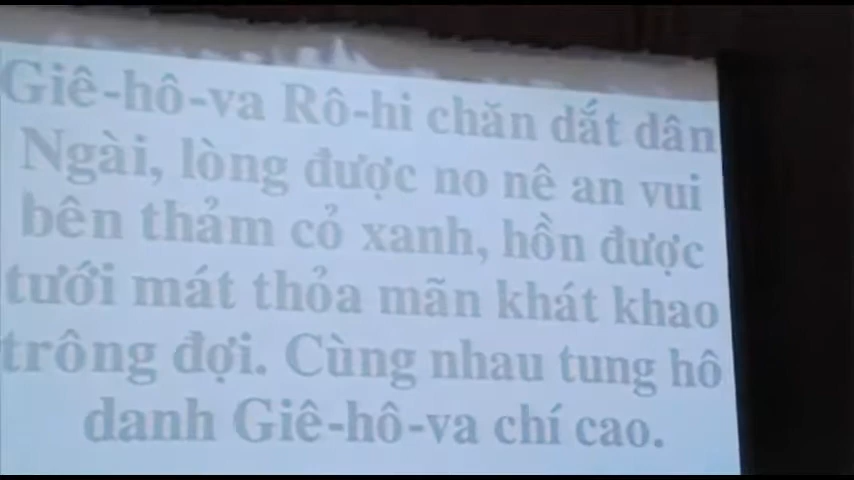 Giê-hô-va Rô-hi chăn dắt dân
Ngài, lòng được no nê an vui
bên thảm cỏ xanh, hồn được
tưới mát thỏa mãn khát khao
trông đợi. Cùng nhau tung hô
danh Giê-hô-va chí cao.